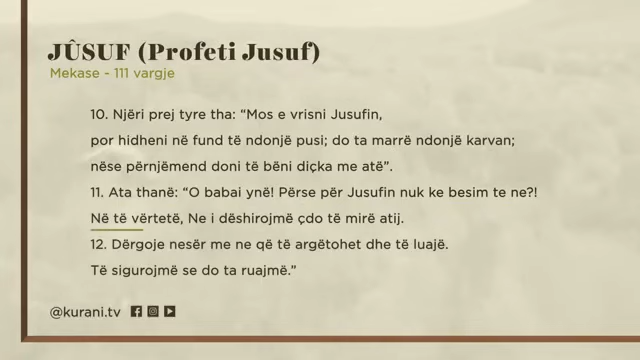 JÛSUF (Profeti Jusuf)
Mekase - 111 vargje
10. Njëri prej tyre tha: “Mos e vrisni Jusufin,
por hidheni në fund të ndonjë pusi; do ta marrë ndonjë karvan;
nëse përnjëmend doni të bëni diçka me atë”.
11. Ata thanë: “O babai ynë! Përse për Jusufin nuk ke besim te ne?!
Në të vërtetë, Ne i dëshirojmë çdo të mirë atij.
12. Dërgoje nesër me ne që të argëtohet dhe të luajë.
Të sigurojmë se do ta ruajmë.”
@kurani.tv